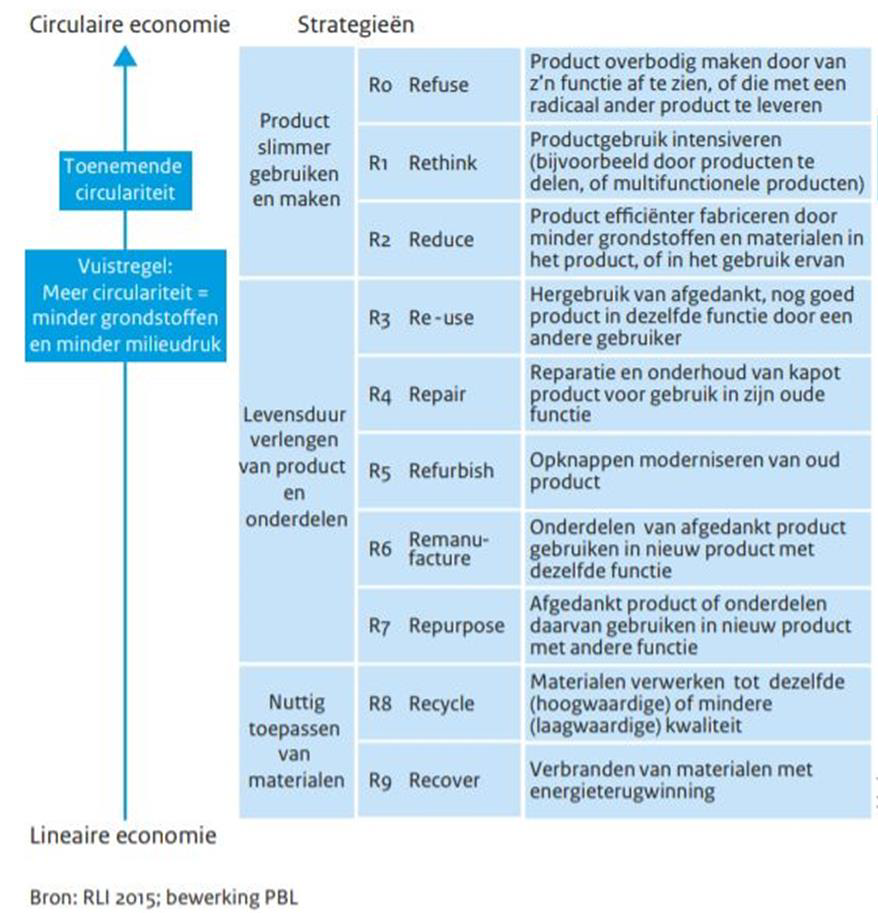 Circulaire economie
Strategieën
Toenemende
circulariteit
Vuistregel:
Meer circulariteit =
minder grondstoffen
en minder milieudruk
Lineaire economie
Product
slimmer
gebruiken
en maken
R0 Refuse
Product overbodig maken door van
z'n functie af te zien, of die met een
radicaal ander product te leveren
R1 Rethink
Productgebruik intensiveren
(bijvoorbeeld door producten te
delen, of multifunctionele producten)
R2 Reduce
Product efficiënter fabriceren door
minder grondstoffen en materialen in
het product, of in het gebruik ervan
Levensduur
verlengen
van product
en
onderdelen
R3 Re-use
Hergebruik van afgedankt, nog goed
product in dezelfde functie door een
andere gebruiker
R4 Repair
Reparatie en onderhoud van kapot
product voor gebruik in zijn oude
functie
R5 Refurbish
Opknappen moderniseren van oud
product
R6 Remanu-
facture
Onderdelen van afgedankt product
gebruiken in nieuw product met
dezelfde functie
R7 Repurpose
Afgedankt product of onderdelen
daarvan gebruiken in nieuw product
met andere functie
Nuttig
toepassen
van
materialen
R8 Recycle
Materialen verwerken tot dezelfde
(hoogwaardige) of mindere
(laagwaardige) kwaliteit
R9 Recover
Verbranden van materialen met
energieterugwinning
Bron: RLI 2015; bewerking PBL